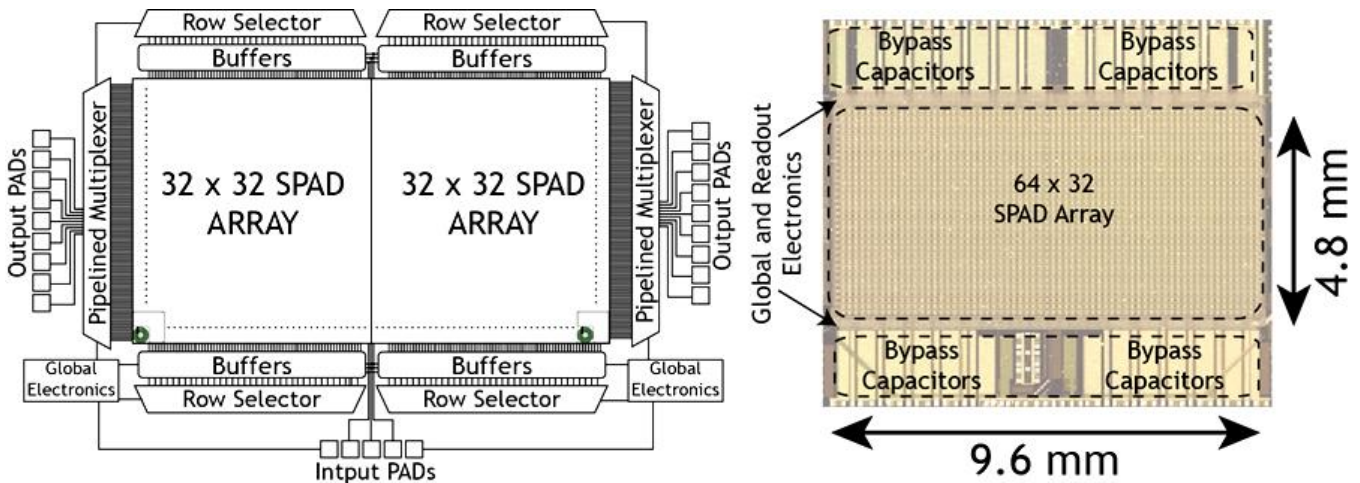 Row Selector
Row Selector
Buffers
Buffers
Output PADs
Pipelined Multiplexer
32 x 32 SPAD
ARRAY
32 x 32 SPAD
ARRAY
Pipelined Multiplexer
Output PADs
Global
Electronics
Buffers
Buffers
Global
Electronics
Row Selector
Row Selector
Intput PADs
Bypass
Capacitors
Bypass
Capacitors
Global and Readout
Electronics
64 x 32
SPAD Array
4.8 mm
Bypass
Capacitors
Bypass
Capacitors
9.6 mm